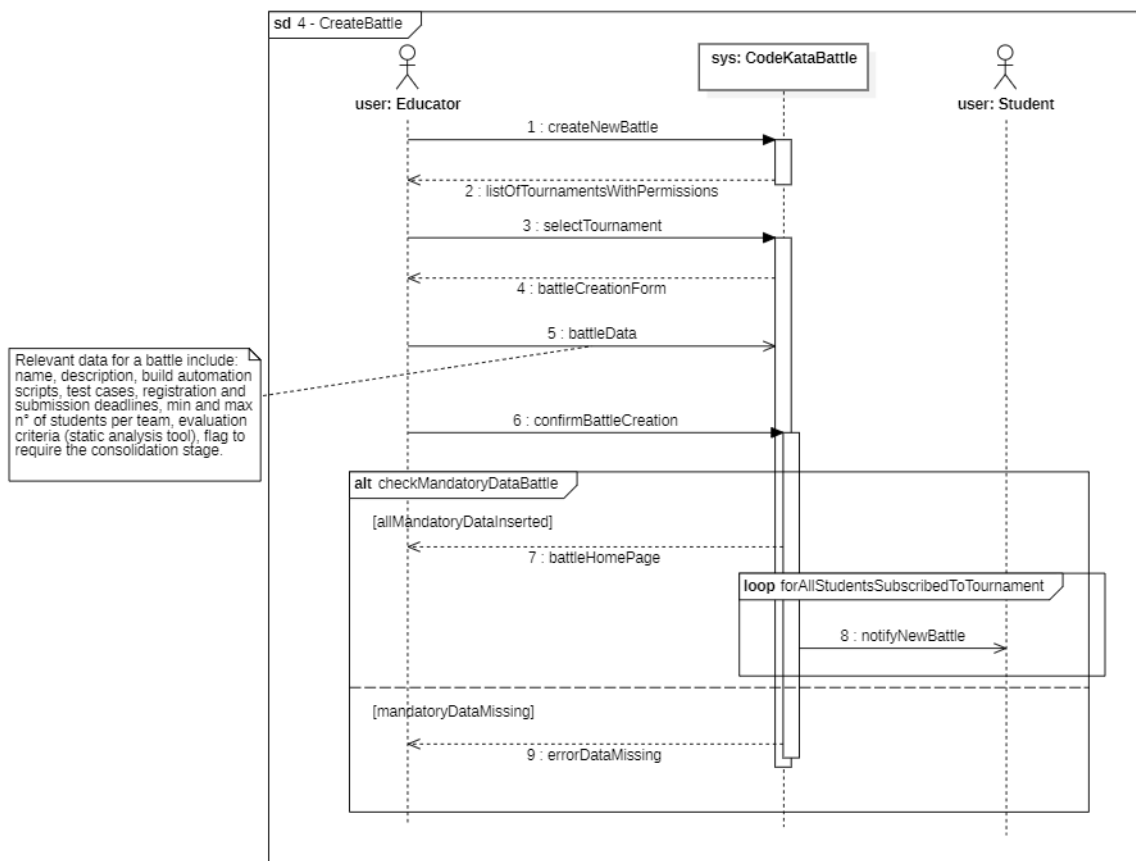 sd 4 - CreateBattle
sys: CodeKataBattle
user: Educator
user: Student
1 : createNewBattle
2 : listOfTournamentsWithPermissions
3 : selectTournament
4 : battleCreationForm
5 : battleData
Relevant data for a battle include:
name, description, build automation
scripts, test cases, registration and
submission deadlines, min and max
n° of students per team, evaluation
criteria (static analysis tool), flag to
require the consolidation stage.
6 : confirmBattleCreation
alt checkMandatoryDataBattle
[allMandatoryDataInserted]
7 : battleHomePage
loop forAllStudentsSubscribedToTournament
8 : notifyNewBattle
[mandatoryDataMissing]
9 : errorDataMissing